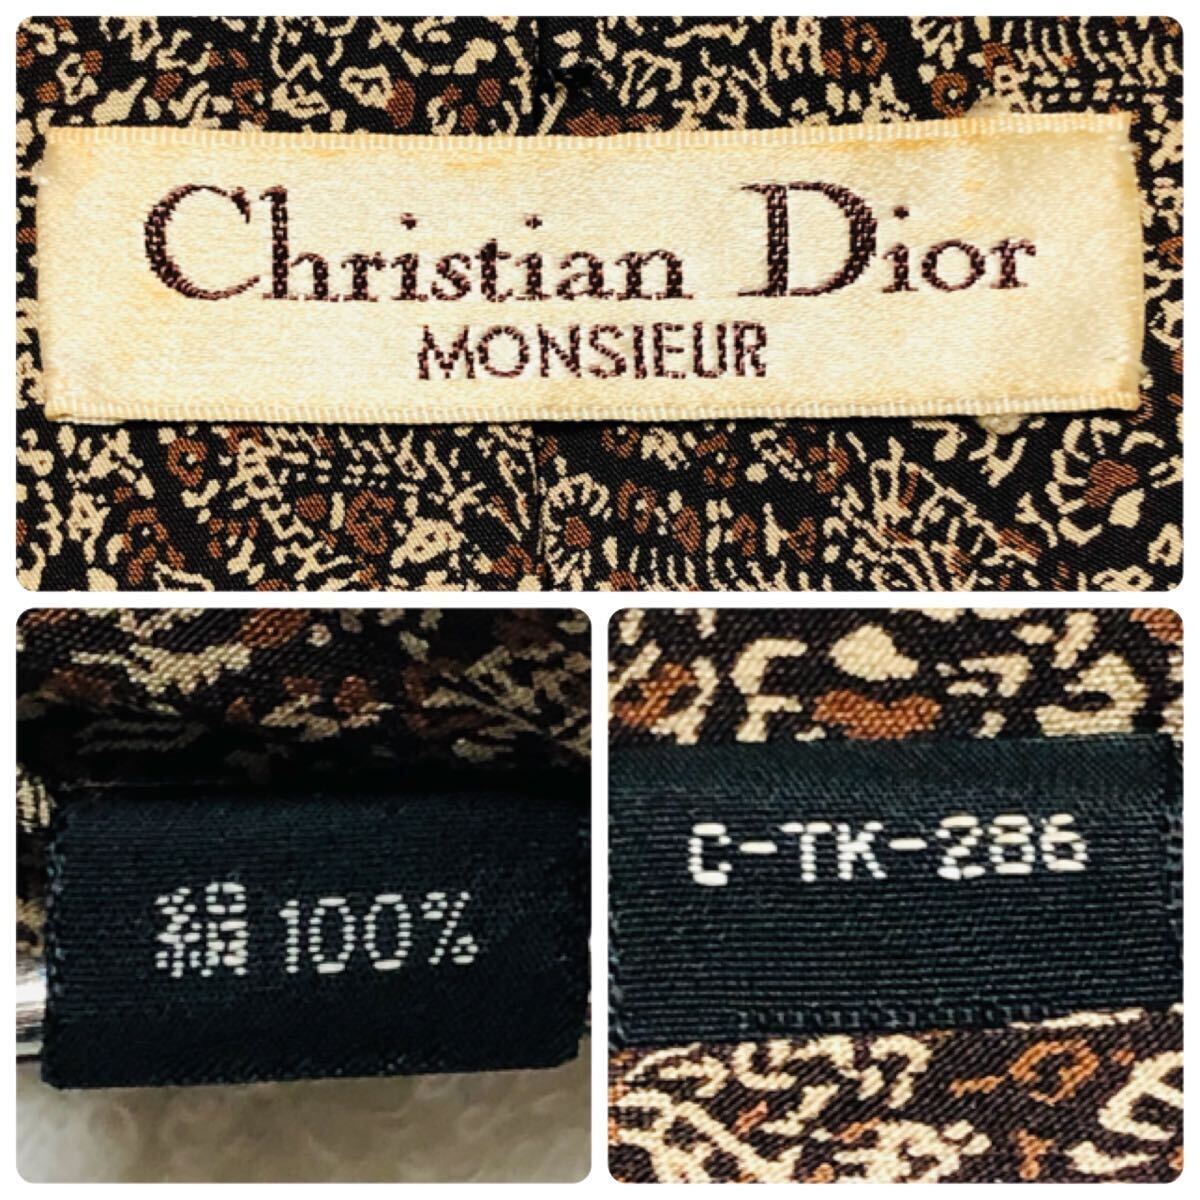 Christian Dior
MONSIEUR
絹 100%
C-TK-286